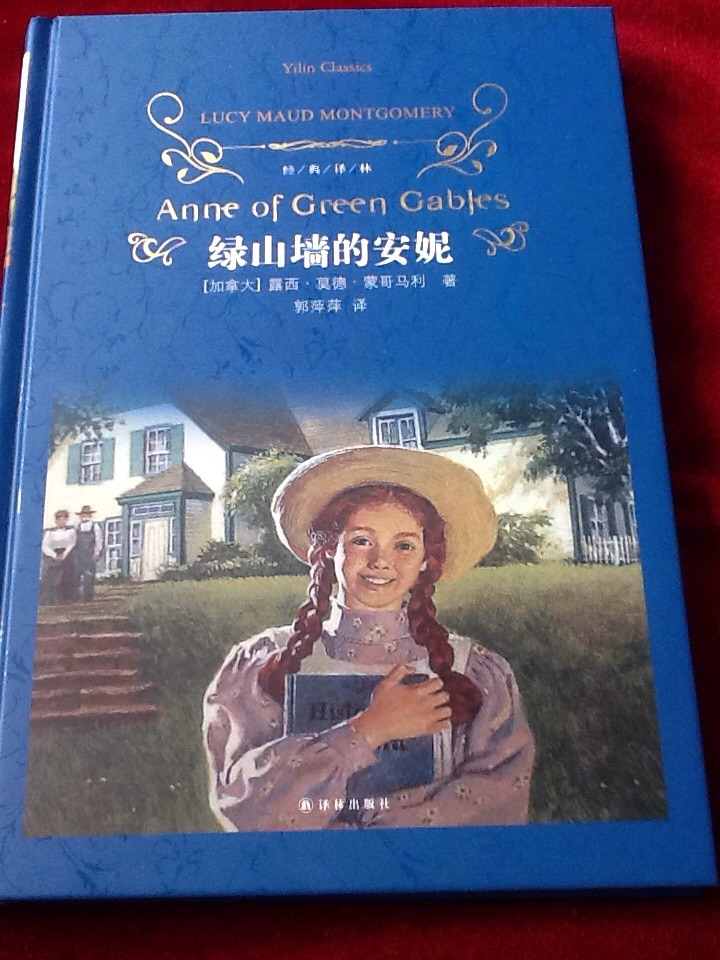 Yilin Classics
LUCY MAUD MONTGOMERY
经/典/译/林
Anne of Green Gables
绿山墙的安妮
[加拿大] 露西·莫德·蒙哥马利 著
郭萍萍 译
译林出版社